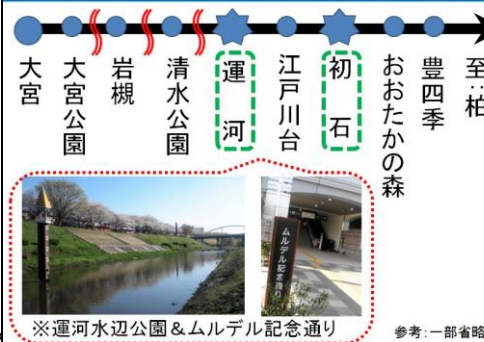 大宮
大宮公園
岩槻
清水公園
運河
江戸川台
初石
おおたかの森
豊四季
至:柏
ムルデル記念通り
※運河水辺公園&ムルデル記念通り
参考:一部省略